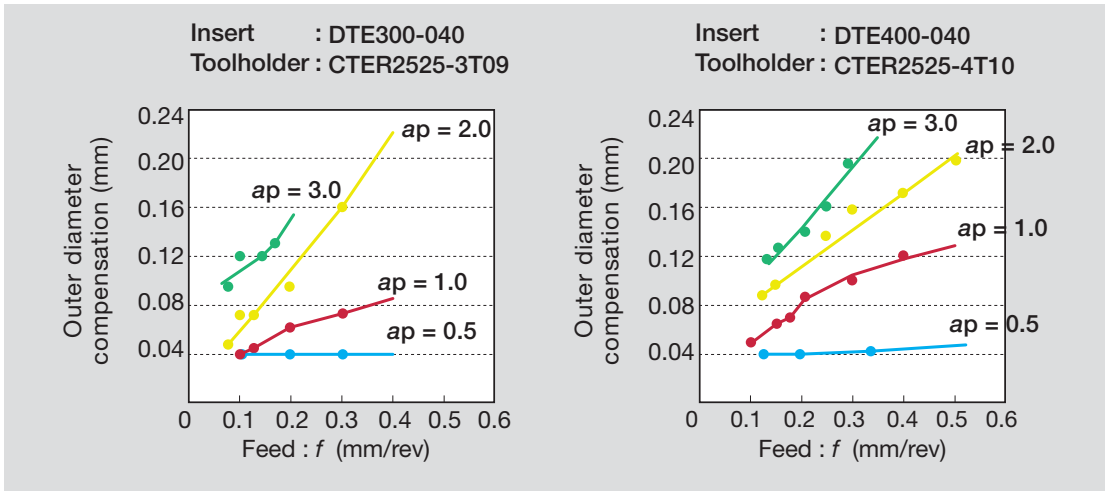 Insert : DTE300-040
Toolholder : CTER2525-3T09
Outer diameter
compensation (mm)
0.24
0.20
0.16
0.12
0.08
0.04
ap = 2.0
ap = 3.0
ap = 1.0
ap = 0.5
0 0.1 0.2 0.3 0.4 0.5 0.6
Feed : f (mm/rev)
Insert : DTE400-040
Toolholder : CTER2525-4T10
Outer diameter
compensation (mm)
0.24
0.20
0.16
0.12
0.08
0.04
ap = 3.0
ap = 2.0
ap = 1.0
ap = 0.5
0 0.1 0.2 0.3 0.4 0.5 0.6
Feed : f (mm/rev)